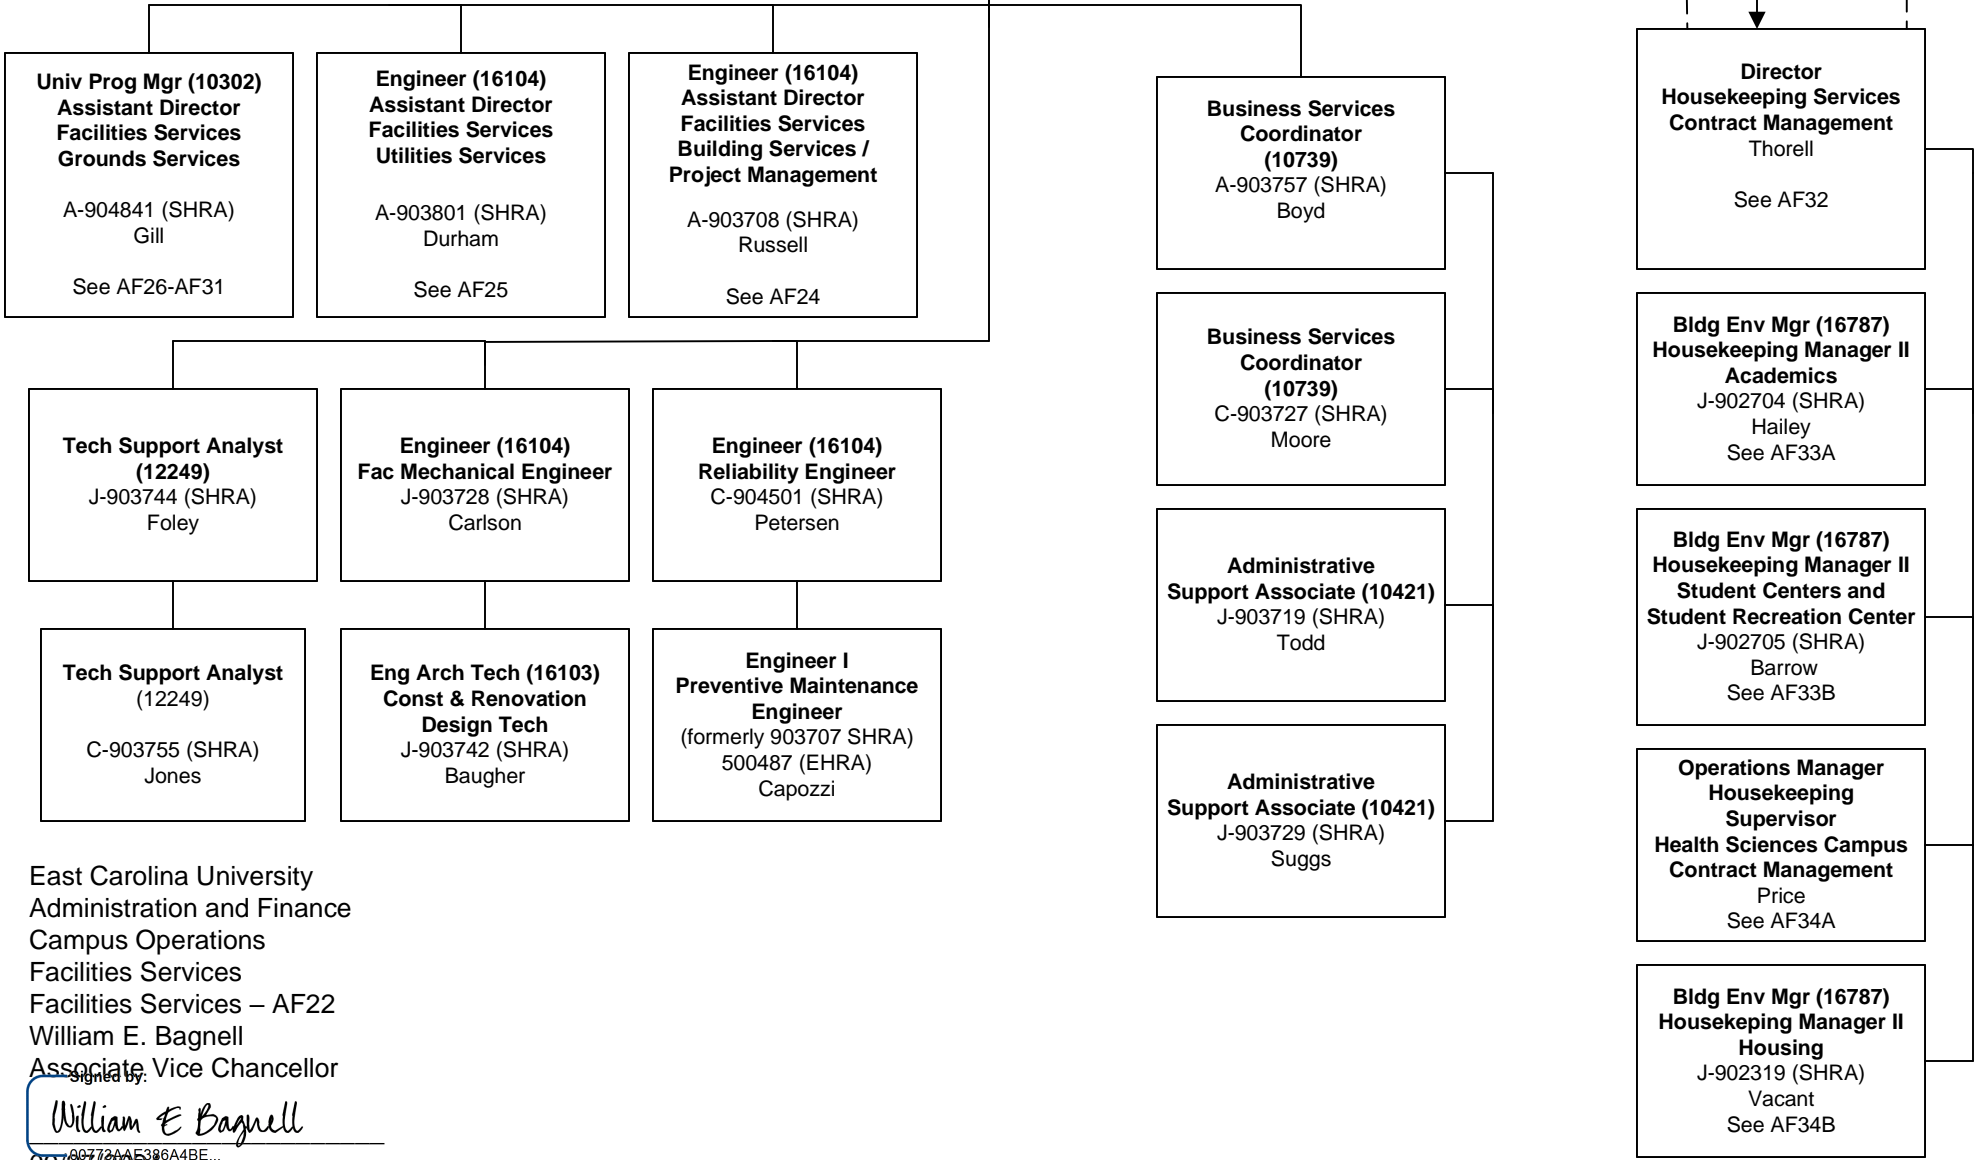 Univ Prog Mgr (10302)
Assistant Director
Facilities Services
Grounds Services
A-904841 (SHRA)
Gill
See AF26-AF31
Engineer (16104)
Assistant Director
Facilities Services
Utilities Services
A-903801 (SHRA)
Durham
See AF25
Engineer (16104)
Assistant Director
Facilities Services
Building Services /
Project Management
A-903708 (SHRA)
Russell
See AF24
Tech Support Analyst
(12249)
J-903744 (SHRA)
Foley
Engineer (16104)
Fac Mechanical Engineer
J-903728 (SHRA)
Carlson
Engineer (16104)
Reliability Engineer
C-904501 (SHRA)
Petersen
Tech Support Analyst
(12249)
C-903755 (SHRA)
Jones
Eng Arch Tech (16103)
Const & Renovation
Design Tech
J-903742 (SHRA)
Baugher
Engineer I
Preventive Maintenance
Engineer
(formerly 903707 SHRA)
500487 (EHRA)
Capozzi
Business Services
Coordinator
(10739)
A-903757 (SHRA)
Boyd
Business Services
Coordinator
(10739)
C-903727 (SHRA)
Moore
Administrative
Support Associate (10421)
J-903719 (SHRA)
Todd
Administrative
Support Associate (10421)
J-903729 (SHRA)
Suggs
Director
Housekeeping Services
Contract Management
Thorell
See AF32
Bldg Env Mgr (16787)
Housekeeping Manager II
Academics
J-902704 (SHRA)
Hailey
See AF33A
Bldg Env Mgr (16787)
Housekeeping Manager II
Student Centers and
Student Recreation Center
J-902705 (SHRA)
Barrow
See AF33B
Operations Manager
Housekeeping
Supervisor
Health Sciences Campus
Contract Management
Price
See AF34A
Bldg Env Mgr (16787)
Housekeping Manager II
Housing
J-902319 (SHRA)
Vacant
See AF34B
East Carolina University
Administration and Finance
Campus Operations
Facilities Services
Facilities Services – AF22
William E. Bagnell
Associate Vice Chancellor
Signed by:
William E Bagnell
00773AAE386A4BE...